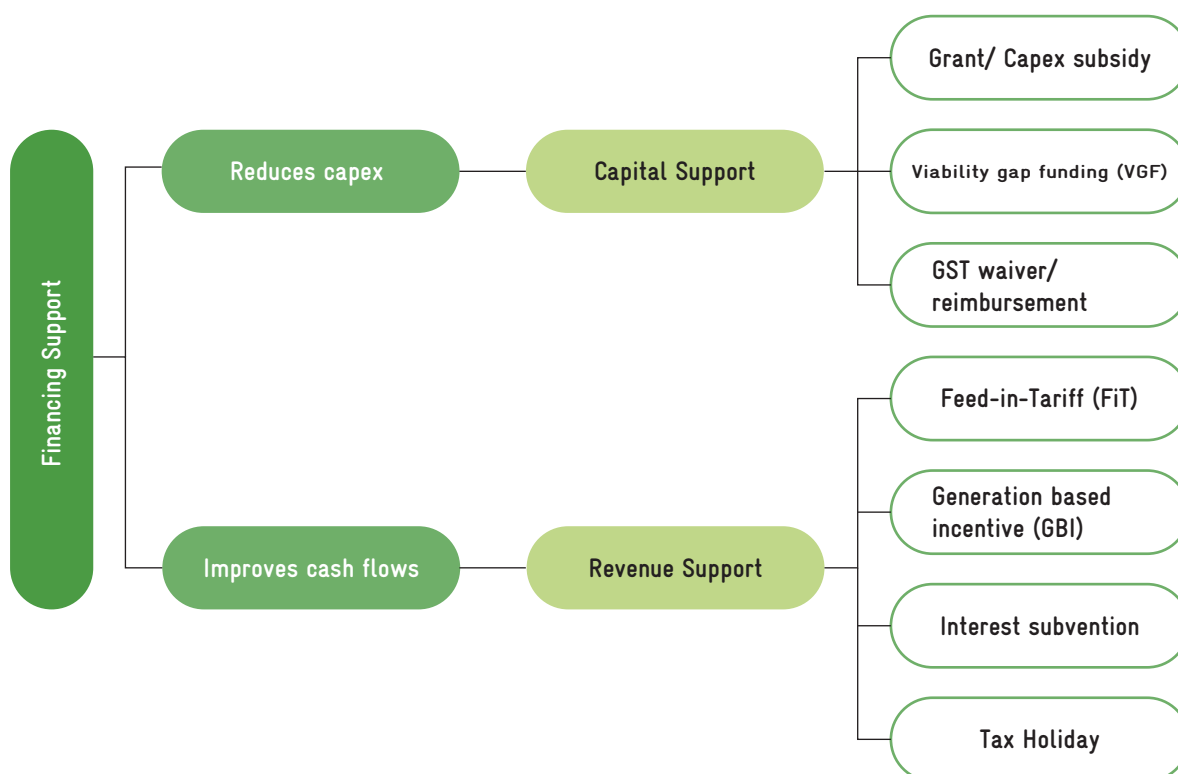 Financing Support
Reduces capex
Capital Support
Grant/ Capex subsidy
Viability gap funding (VGF)
GST waiver/
reimbursement
Improves cash flows
Revenue Support
Feed-in-Tariff (FiT)
Generation based
incentive (GBI)
Interest subvention
Tax Holiday